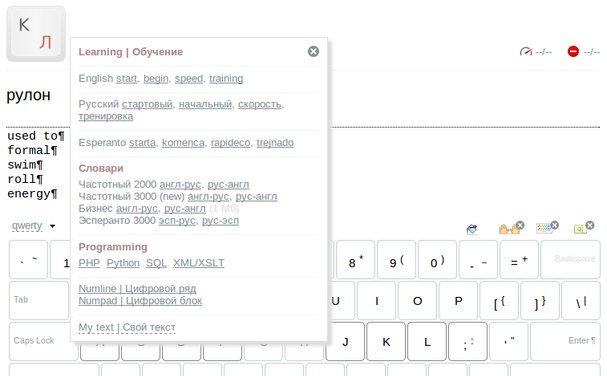 К
Л
Learning | Обучение
--/--
--/--
English start, begin, speed, training
рулон
Русский стартовый, начальный, скорость,
тренировка
used to¶
formal¶
swim¶
roll¶
energy¶
Esperanto starta, komenca, rapideco, trejnado
Словари
Частотный 2000 англ-рус, рус-англ
Частотный 3000 (new) англ-рус, рус-англ
Бизнес англ-рус, рус-англ (1 Мб)
Эсперанто 3000 эсп-рус, рус-эсп
qwerty
Programming
PHP Python SQL XML/XSLT
` ~ 1 8 * 9 ( 0 ) - _ = + Backspace
Numline | Цифровой ряд
Numpad | Цифровой блок
Tab U I O P [ { ] } \ |
My text | Свой текст
Caps Lock J K L ; : ' " Enter ¶